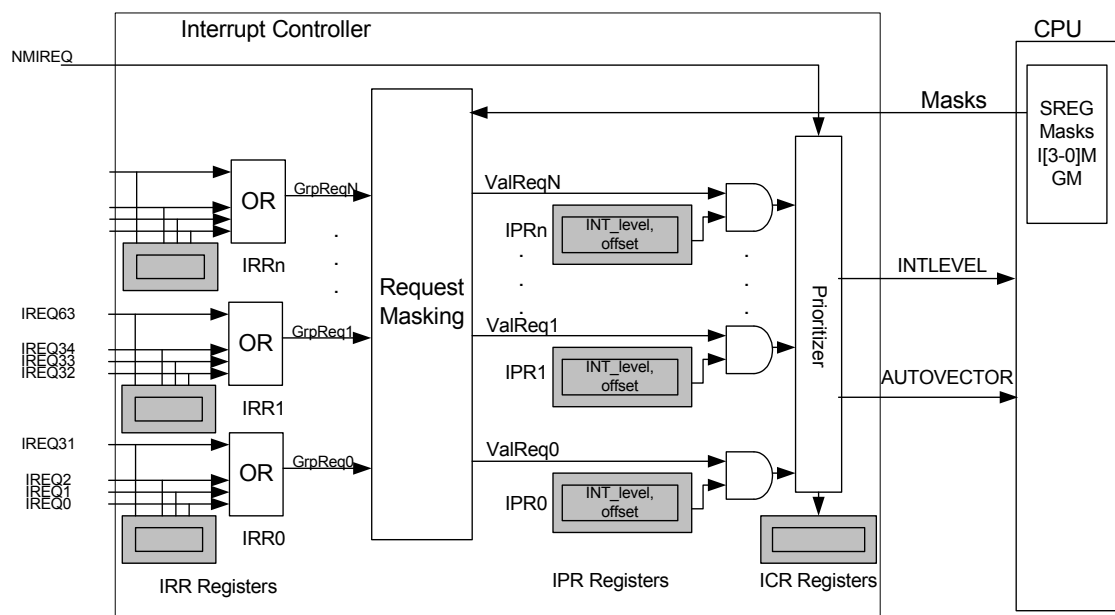 Interrupt Controller
CPU
NMIREQ
Masks
SREG
Masks
I[3-0]M
GM
OR
GrpReqN
ValReqN
IRRn
IPRn
INT_level,
offset
Request
Masking
INTLEVEL
Prioritizer
IREQ63
IREQ34
IREQ33
IREQ32
OR
GrpReq1
ValReq1
IRR1
IPR1
INT_level,
offset
AUTOVECTOR
IREQ31
IREQ2
IREQ1
IREQ0
OR
GrpReq0
ValReq0
IRR0
IPR0
INT_level,
offset
IRR Registers
IPR Registers
ICR Registers